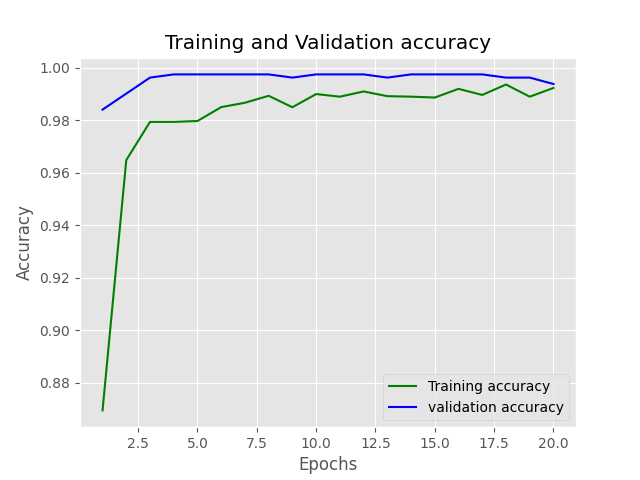 Training and Validation accuracy
1.00
0.98
0.96
0.94
0.92
0.90
0.88
Accuracy
2.5 5.0 7.5 10.0 12.5 15.0 17.5 20.0
Epochs
Training accuracy
validation accuracy